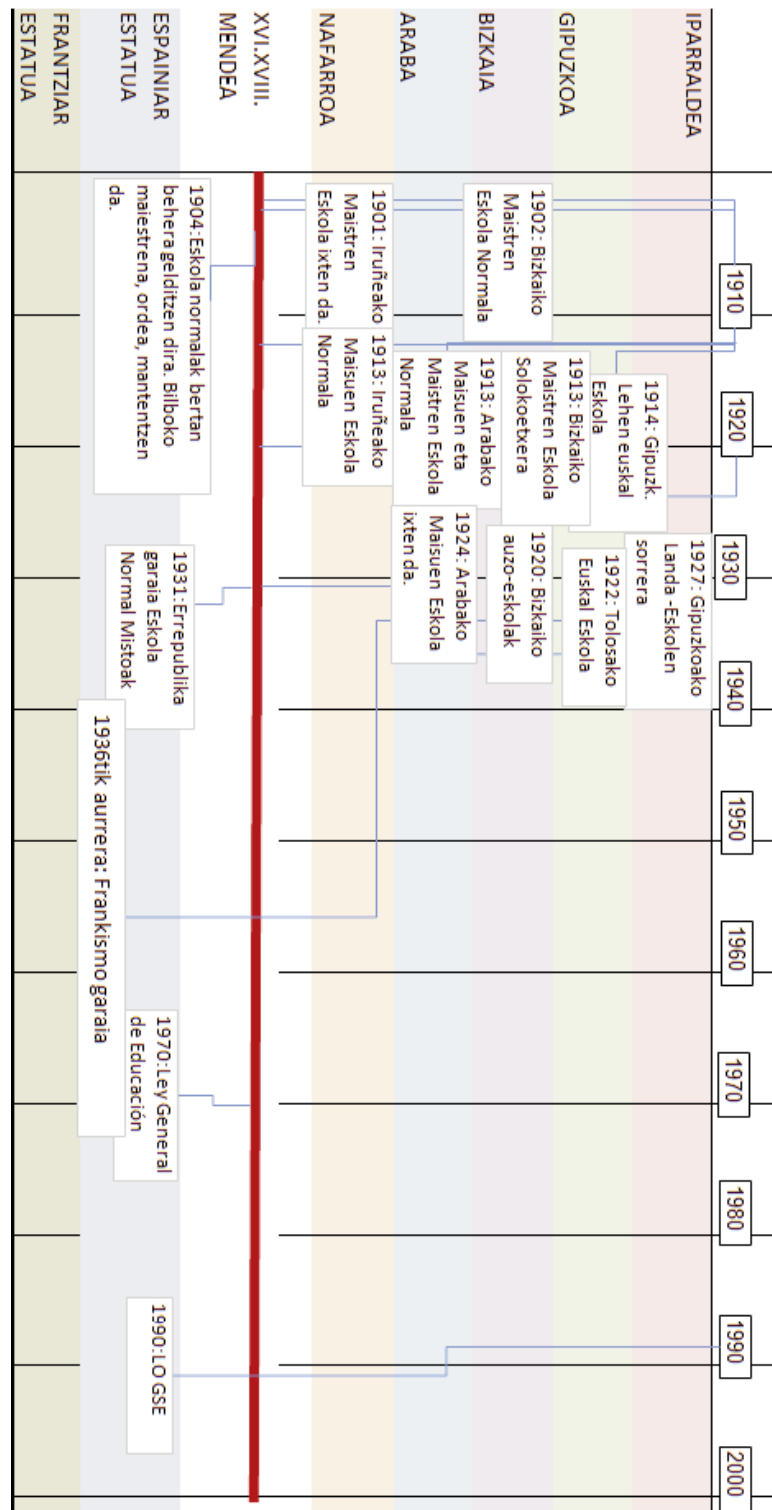 IPARRALDEA
GIPUZKOA
BIZKAIA
ARABA
NAFARROA
XVI.XVIII.
MENDEA
ESPAINIAR
ESTATUA
FRANTZIAR
ESTATUA
1910
1920
1930
1940
1950
1960
1970
1980
1990
2000
1927: Gipuzkoako
Landa -Eskolen
sorrera
1914: Gipuzk.
Lehen euskal
Eskola
1922: Tolosako
Euskal Eskola
1902: Bizkaiko
Maistren
Eskola Normala
1913: Bizkaiko
Maistren Eskola
Solokoetxera
1920: Bizkaiko
auzo-eskolak
1913: Arabako
Maisuen eta
Maistren Eskola
Normala
1924: Arabako
Maisuen Eskola
ixten da.
1901: Iruñeako
Maistren
Eskola ixten da.
1913: Iruñeako
Maisuen Eskola
Normala
1904:Eskola normalak bertan
behera gelditzen dira. Bilboko
maiestrena, ordea, mantentzen
da.
1931:Errepublika
garaia Eskola
Normal Mistoak
1936tik aurrera: Frankismo garaia
1970:Ley General
de Educación
1990:LO GSE